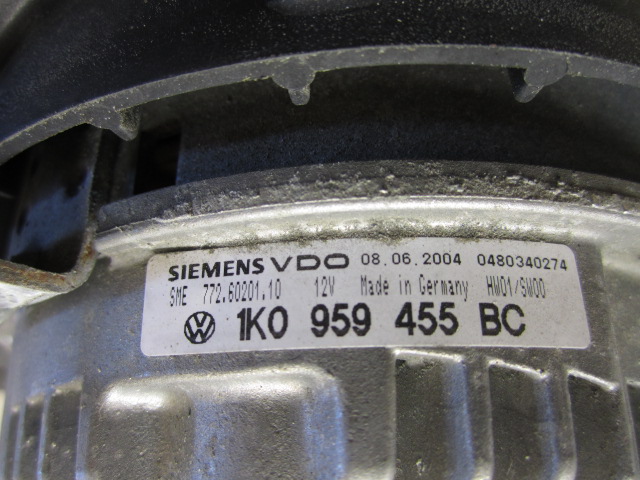 SIEMENS VDO 08.06.2004 0480340274
SME 772.60201.10 12V Made in Germany HW01/SW00
VW 1K0 959 455 BC